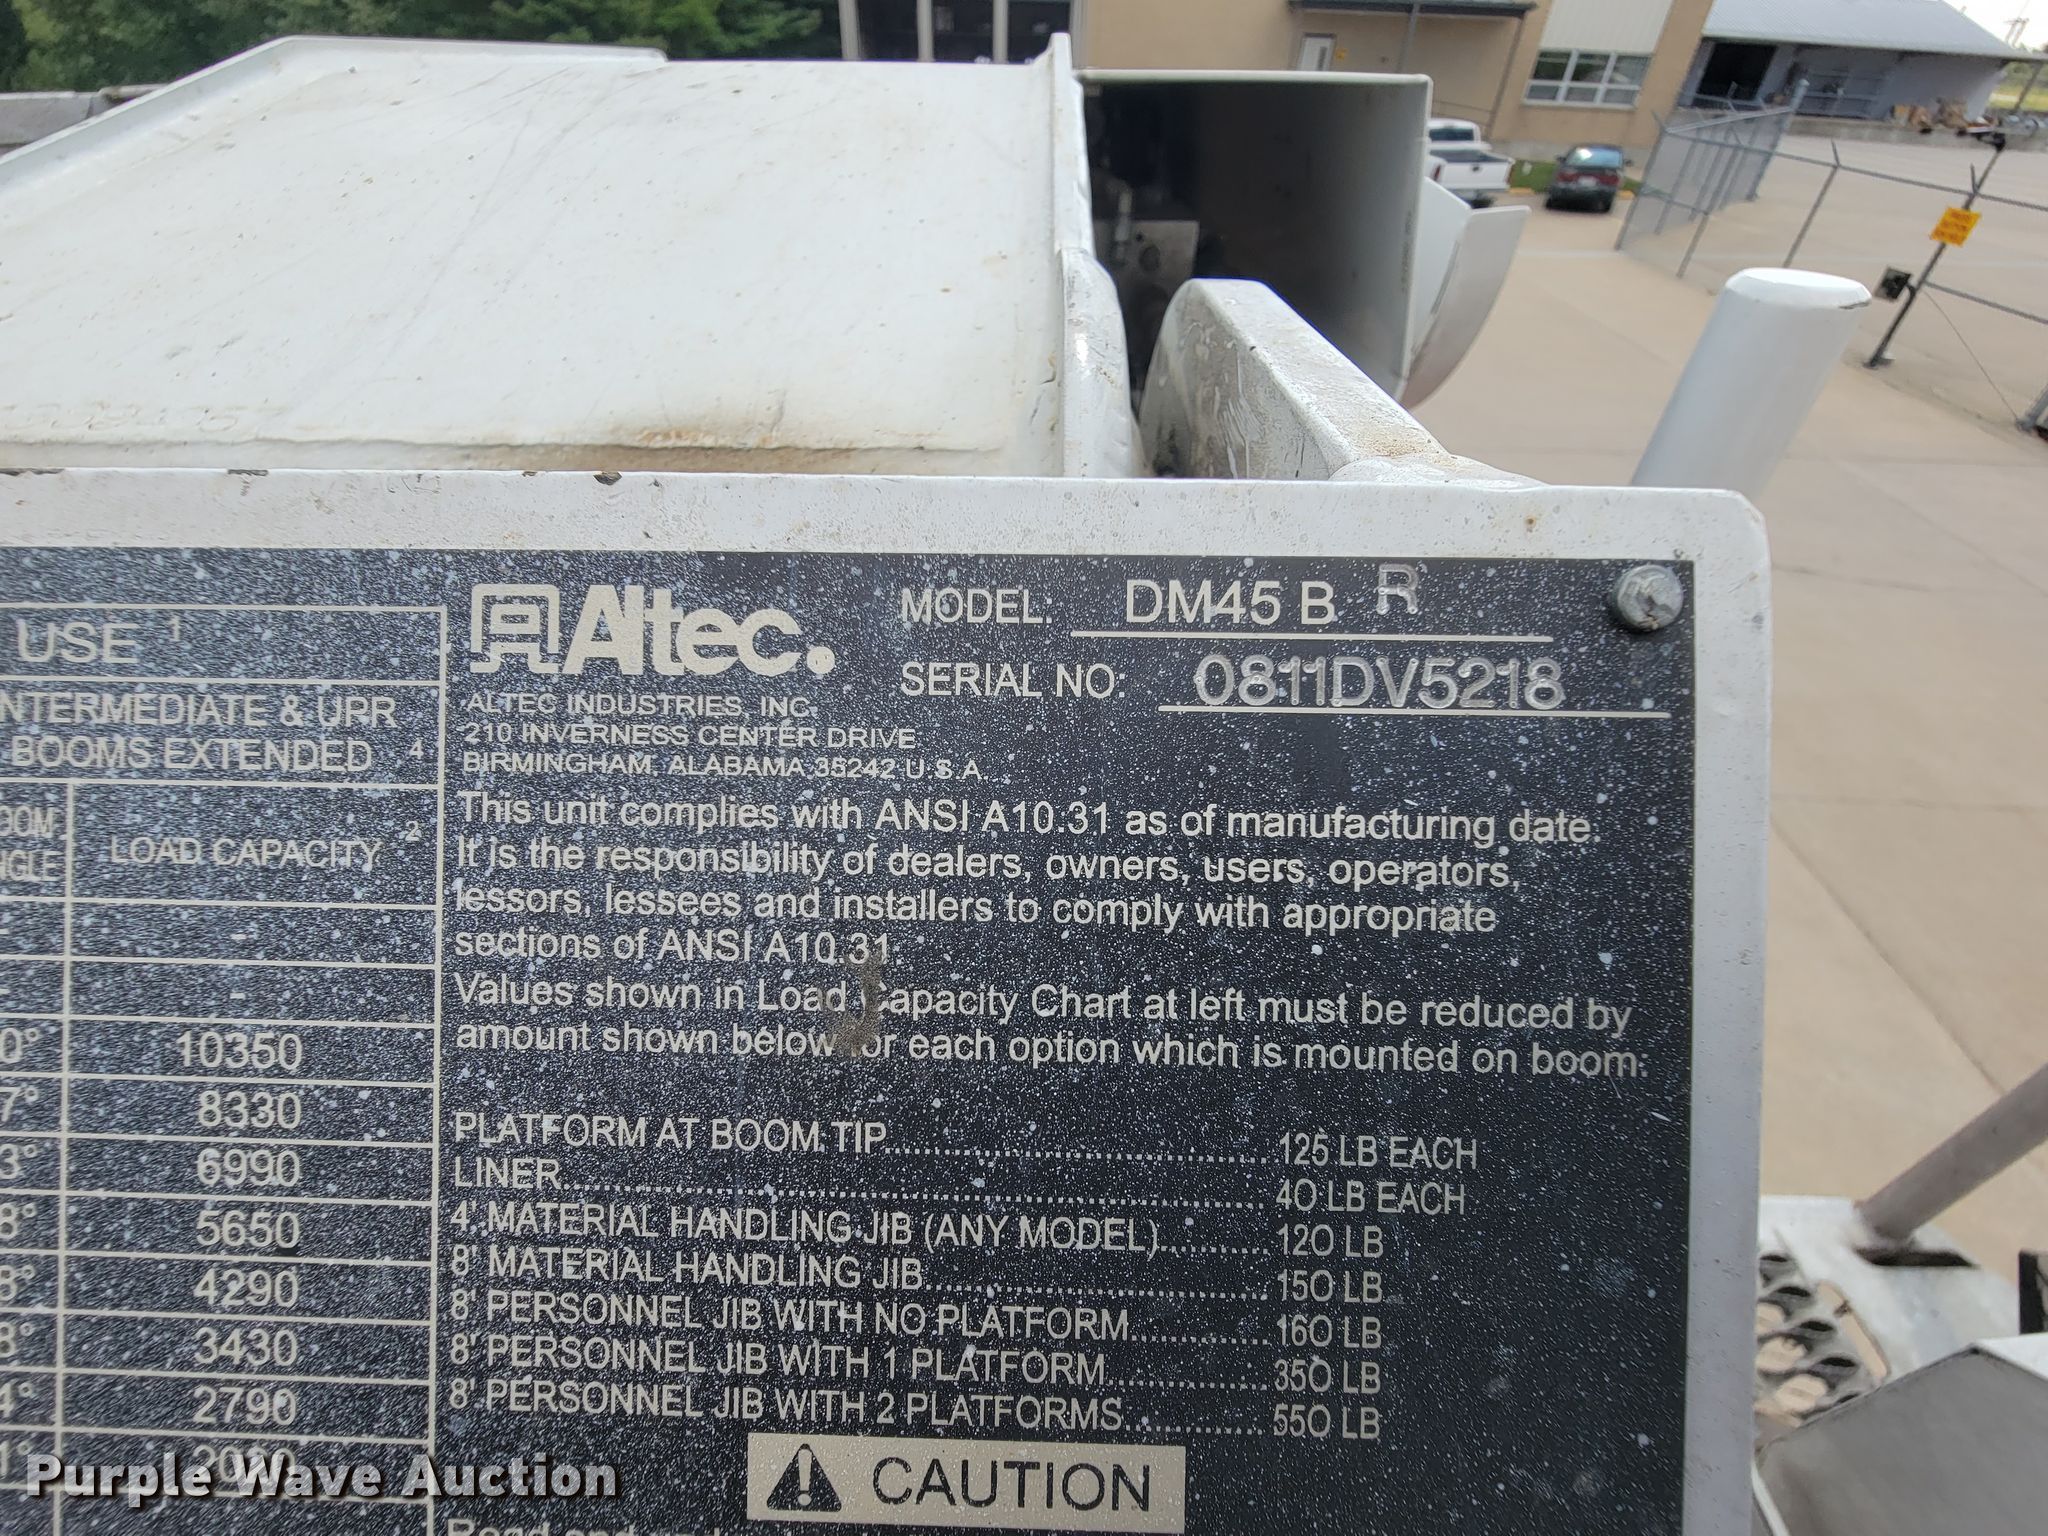 USE 1
INTERMEDIATE & UPR
BOOMS EXTENDED 4
LOAD CAPACITY 2
-
-
10350
8330
6990
5650
4290
3430
2790
Altec.
ALTEC INDUSTRIES, INC.
210 INVERNESS CENTER DRIVE
BIRMINGHAM, ALABAMA 35242 U.S.A.
MODEL: DM45 B R
SERIAL NO: 0811DV5218
This unit complies with ANSI A10.31 as of manufacturing date.
It is the responsibility of dealers, owners, users, operators,
lessors, lessees and installers to comply with appropriate
sections of ANSI A10.31.
Values shown in Load Capacity Chart at left must be reduced by
amount shown below for each option which is mounted on boom.
PLATFORM AT BOOM TIP 125 LB EACH
LINER 40 LB EACH
4' MATERIAL HANDLING JIB (ANY MODEL) 120 LB
8' MATERIAL HANDLING JIB 150 LB
8' PERSONNEL JIB WITH NO PLATFORM 160 LB
8' PERSONNEL JIB WITH 1 PLATFORM 350 LB
8' PERSONNEL JIB WITH 2 PLATFORMS 550 LB
CAUTION
Purple Wave Auction